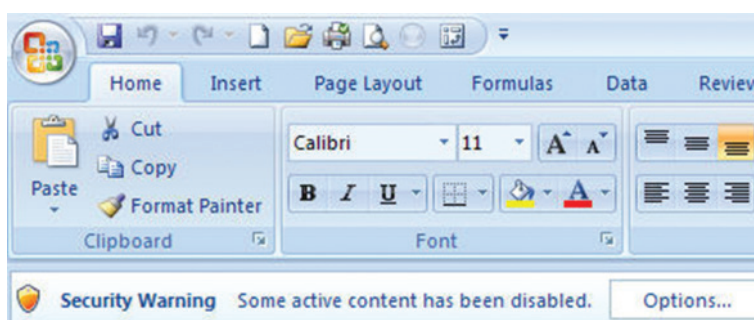 Home Insert Page Layout Formulas Data Review
Cut
Calibri 11 A A
Copy
Paste
B I U A
Format Painter
Clipboard Font
Security Warning Some active content has been disabled. Options...